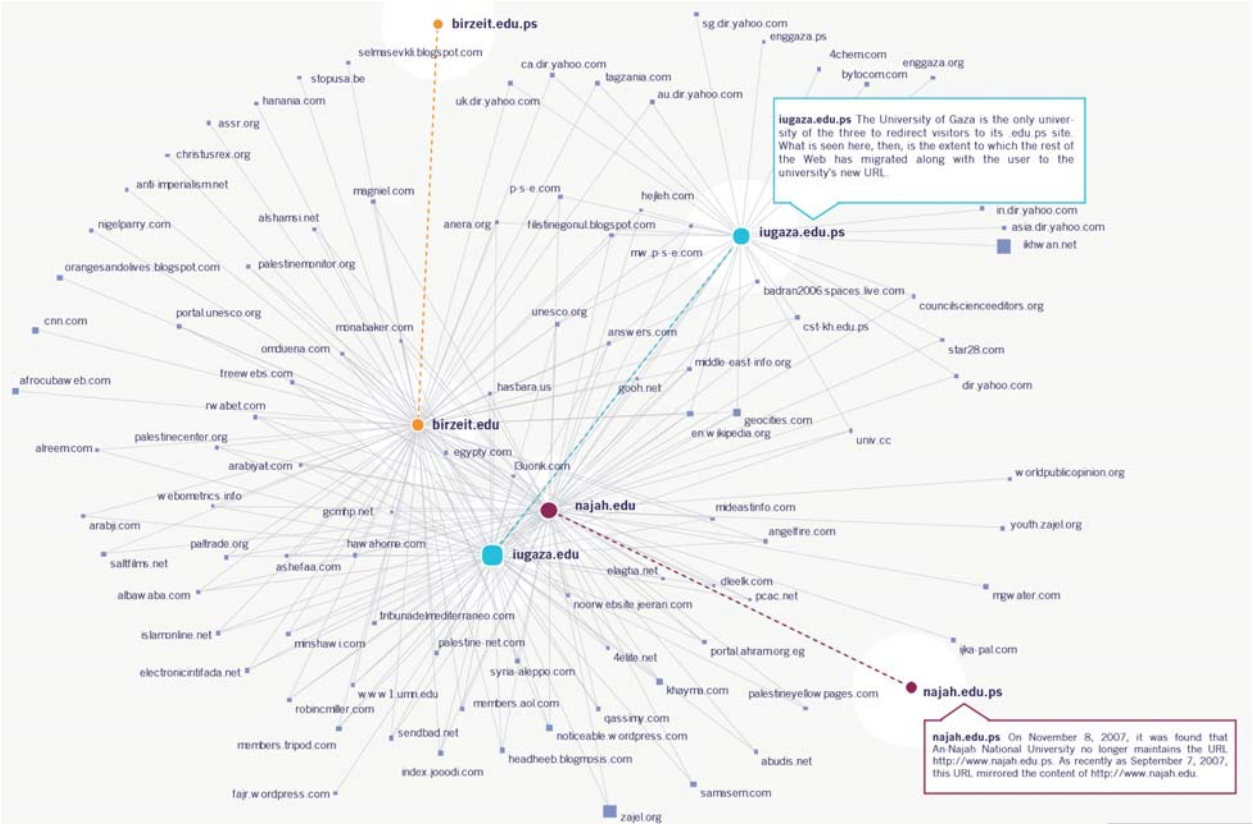 birzeit.edu.ps
sg.dir.yahoo.com
enggaza.ps
selmasevkli.blogspot.com
4chem.com
ca.dir.yahoo.com
enggaza.org
stopusa.be
tagzania.com
bytocom.com
hanania.com
uk.dir.yahoo.com
au.dir.yahoo.com
assr.org
iugaza.edu.ps The University of Gaza is the only univer-
sity of the three to redirect visitors to its .edu.ps site.
What is seen here, then, is the extent to which the rest of
the Web has migrated along with the user to the
university's new URL.
christusrex.org
anti-imperialism.net
magniel.com
p-s-e.com
hejleh.com
nigelparry.com
alshamsi.net
anera.org
filistinegonul.blogspot.com
iugaza.edu.ps
in.dir.yahoo.com
asia.dir.yahoo.com
ikhwan.net
orangesandolives.blogspot.com
palestinemonitor.org
mw.p-s-e.com
badran2006.spaces.live.com
councilscienceeditors.org
cnn.com
portal.unesco.org
monabaker.com
unesco.org
answers.com
cst-kh.edu.ps
omduena.com
middle-east-info.org
star28.com
afrocubaweb.com
freewebs.com
hasbara.us
gooh.net
dir.yahoo.com
rwabet.com
birzeit.edu
geocities.com
en.wikipedia.org
univ.cc
alreem.com
palestinecenter.org
egypty.com
arabiyat.com
l3uonk.com
worldpublicopinion.org
webometrics.info
gcmhp.net
najah.edu
mideastinfo.com
arabji.com
youth.zajel.org
angelfire.com
saltfilms.net
paltrade.org
hawahome.com
iugaza.edu
ashefaa.com
elagha.net
dleelk.com
albawaba.com
pcac.net
mgwater.com
noorwebsite.jeeran.com
tribunadelmediterraneo.com
islamonline.net
minshawi.com
palestine-net.com
4elite.net
portal.ahram.org.eg
ijka-pal.com
electronicintifada.net
syria-aleppo.com
www1.umn.edu
khayma.com
palestineyellowpages.com
najah.edu.ps
robincmiller.com
members.aol.com
qassimy.com
members.tripod.com
sendbad.net
noticeable.wordpress.com
najah.edu.ps On November 8, 2007, it was found that
An-Najah National University no longer maintains the URL
http://www.najah.edu.ps. As recently as September 7, 2007,
this URL mirrored the content of http://www.najah.edu.
index.jooodi.com
headheeb.blogmosis.com
abudis.net
fajr.wordpress.com
samasem.com
zajel.org